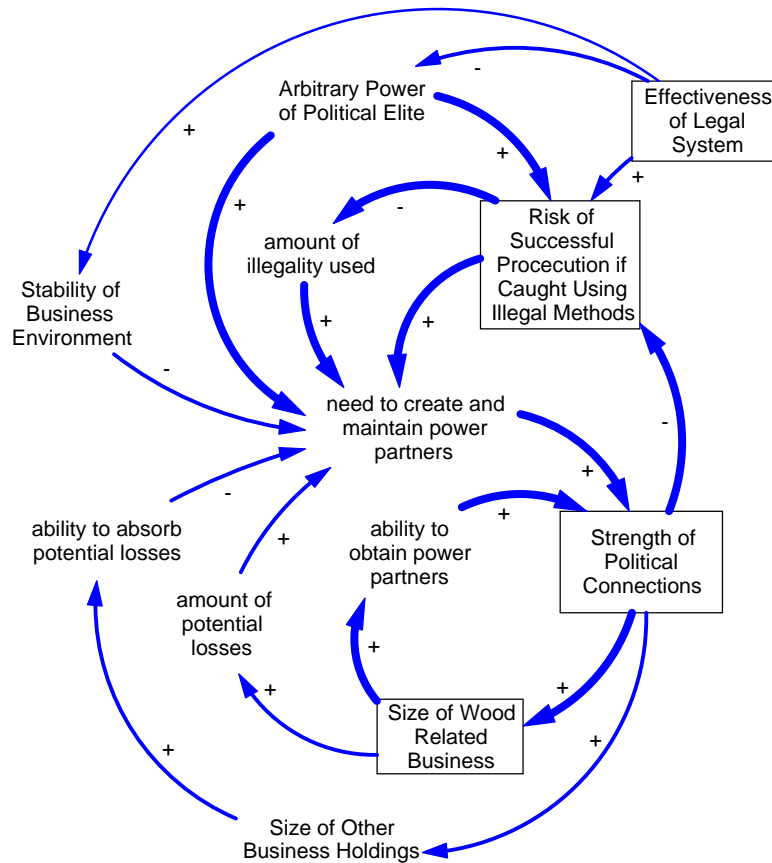 -
Arbitrary Power
of Political Elite
Effectiveness
of Legal
System
+
+
+
+
-
Risk of
Successful
Procecution if
Caught Using
Illegal Methods
amount of
illegality used
Stability of
Business
Environment
+
+
-
need to create and
maintain power
partners
-
+
-
+
+
ability to absorb
potential losses
ability to
obtain power
partners
Strength of
Political
Connections
amount of
potential
losses
+
+
+
Size of Wood
Related
Business
+
+
Size of Other
Business Holdings